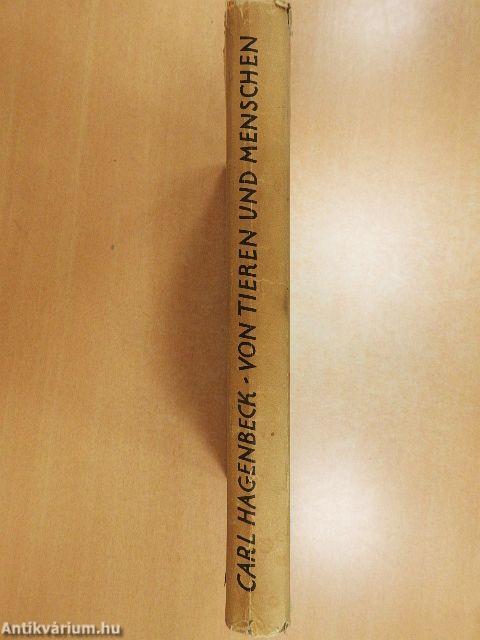 CARL HAGENBECK - VON TIEREN UND MENSCHEN
Antikvárium.hu